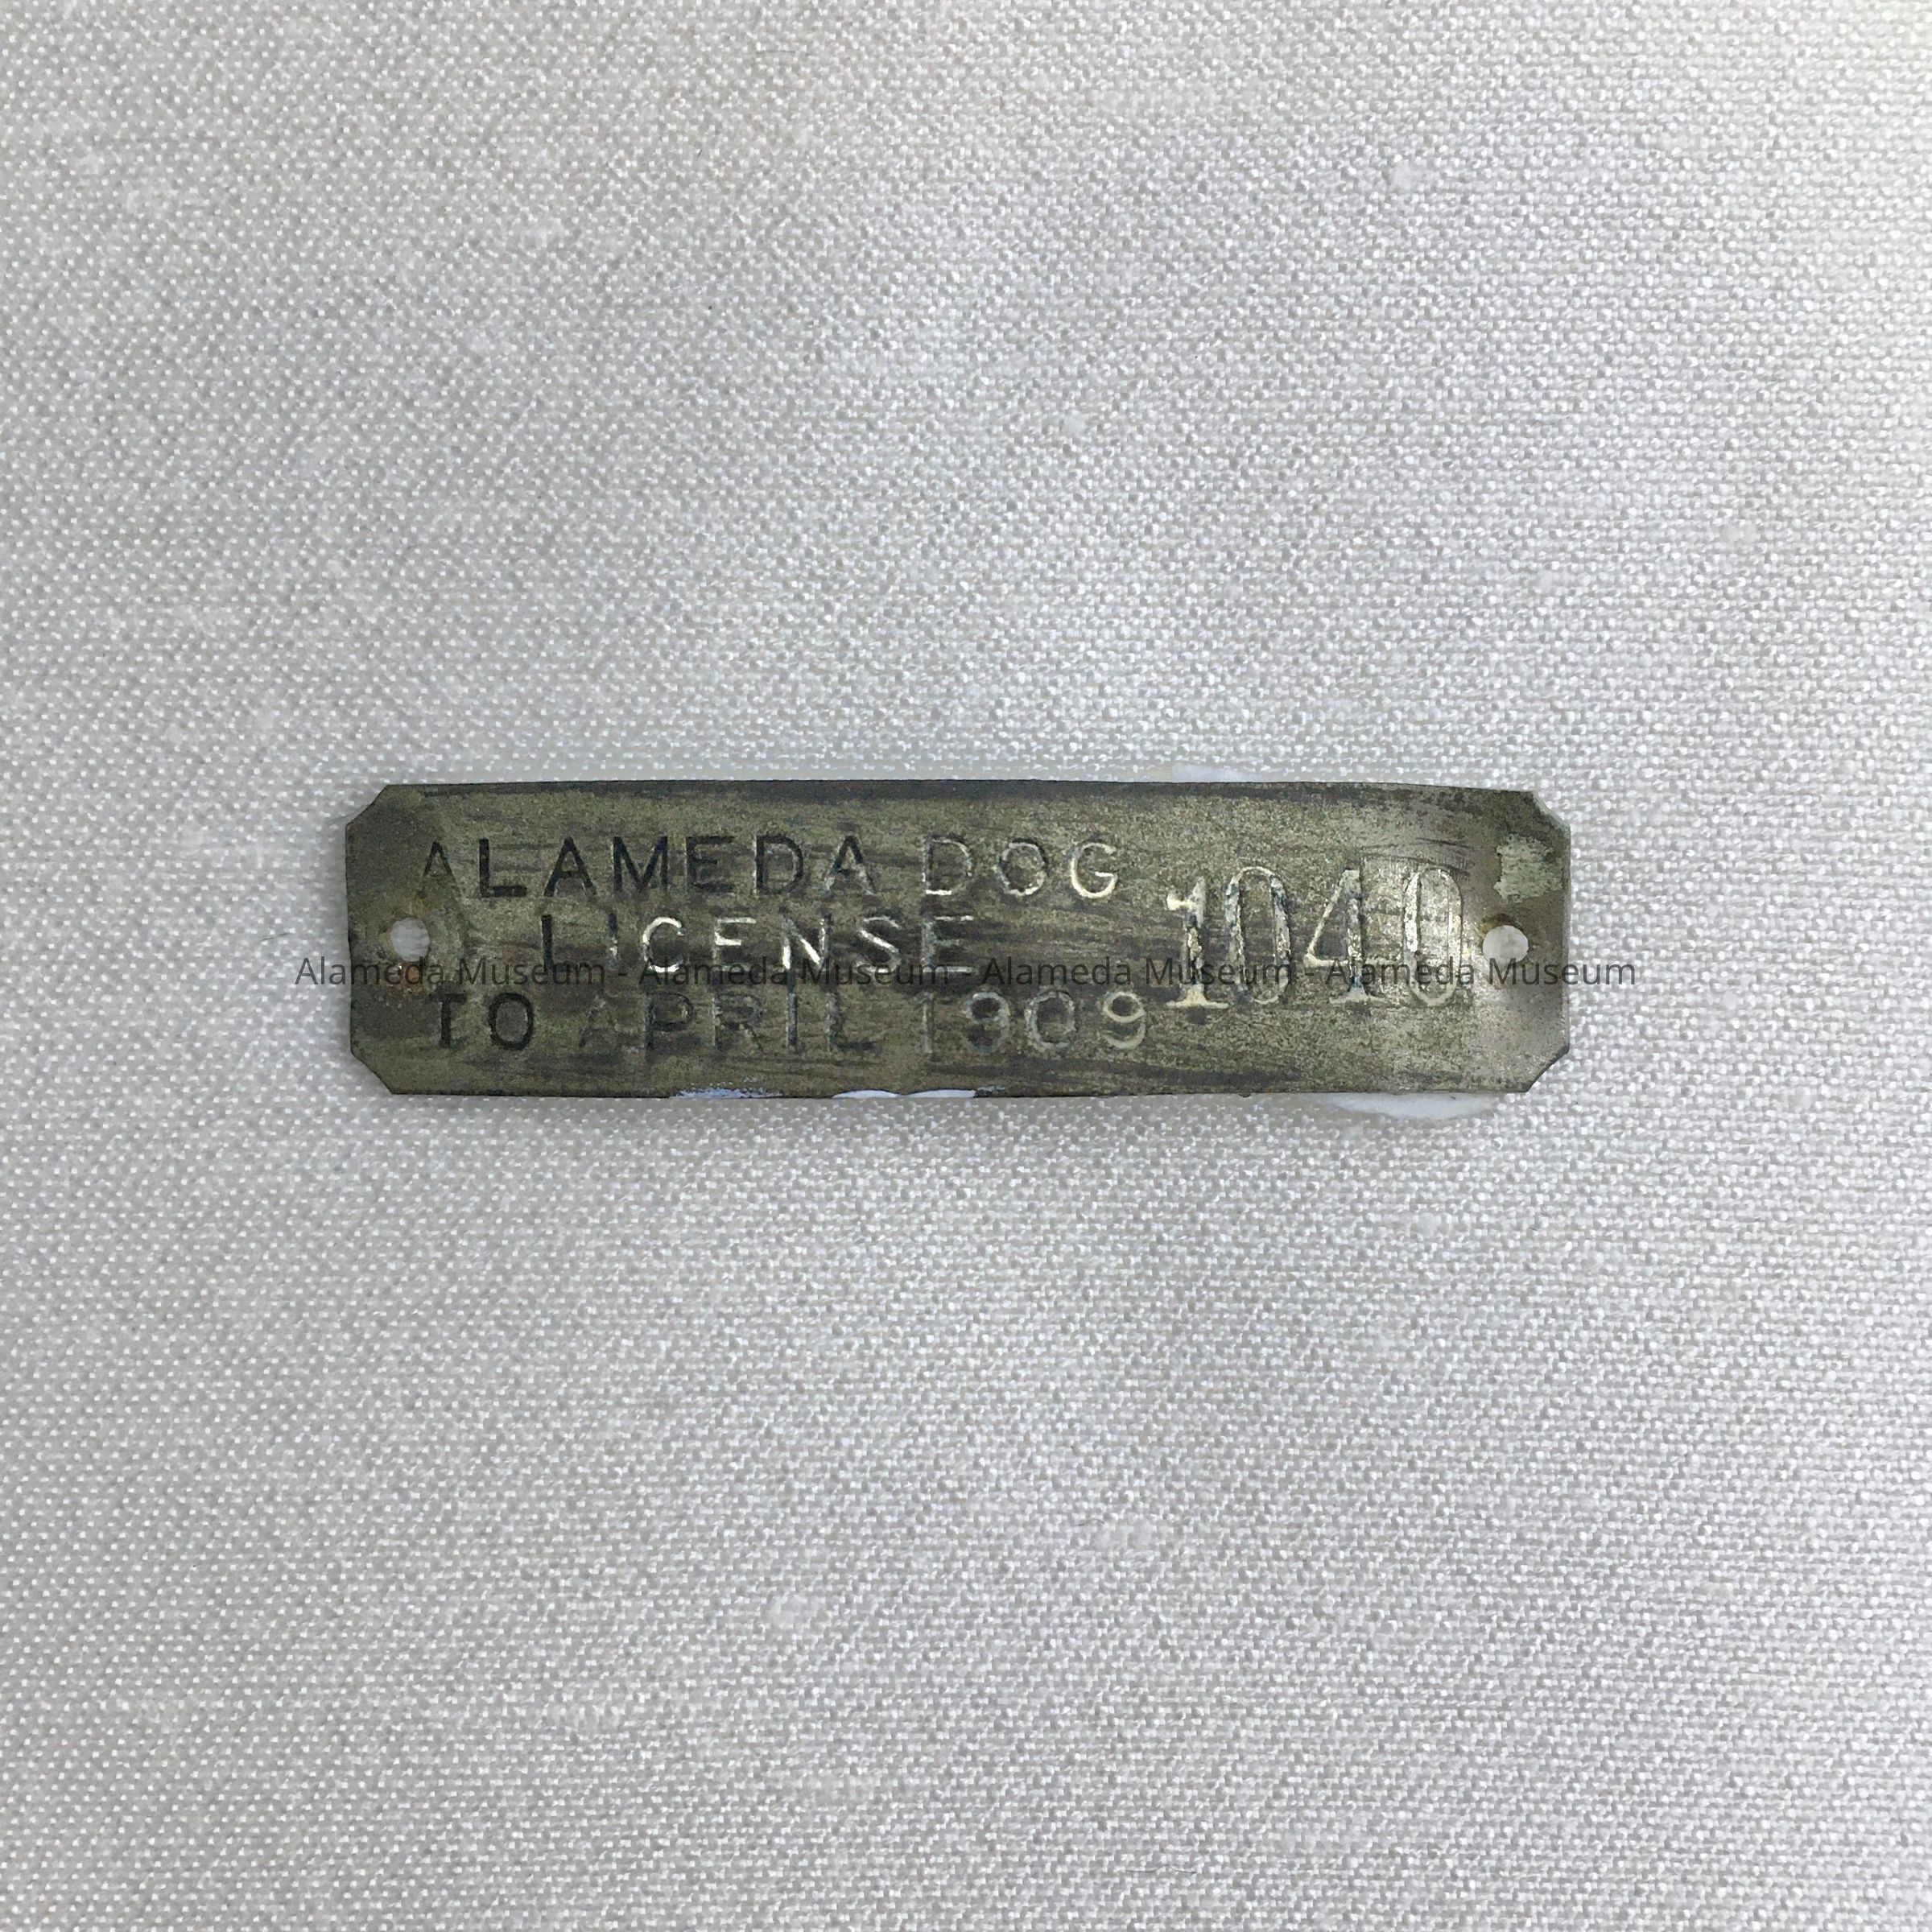 ALAMEDA DOG
LICENSE
TO APRIL 1909
1040
Alameda Museum - Alameda Museum - Alameda Museum - Alameda Museum